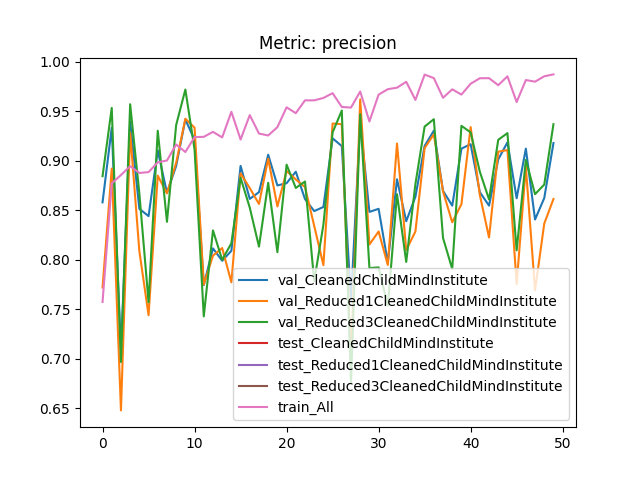 Metric: precision
1.00
0.95
0.90
0.85
0.80
0.75
0.70
0.65
val_CleanedChildMindInstitute
val_Reduced1CleanedChildMindInstitute
val_Reduced3CleanedChildMindInstitute
test_CleanedChildMindInstitute
test_Reduced1CleanedChildMindInstitute
test_Reduced3CleanedChildMindInstitute
train_All
0 10 20 30 40 50